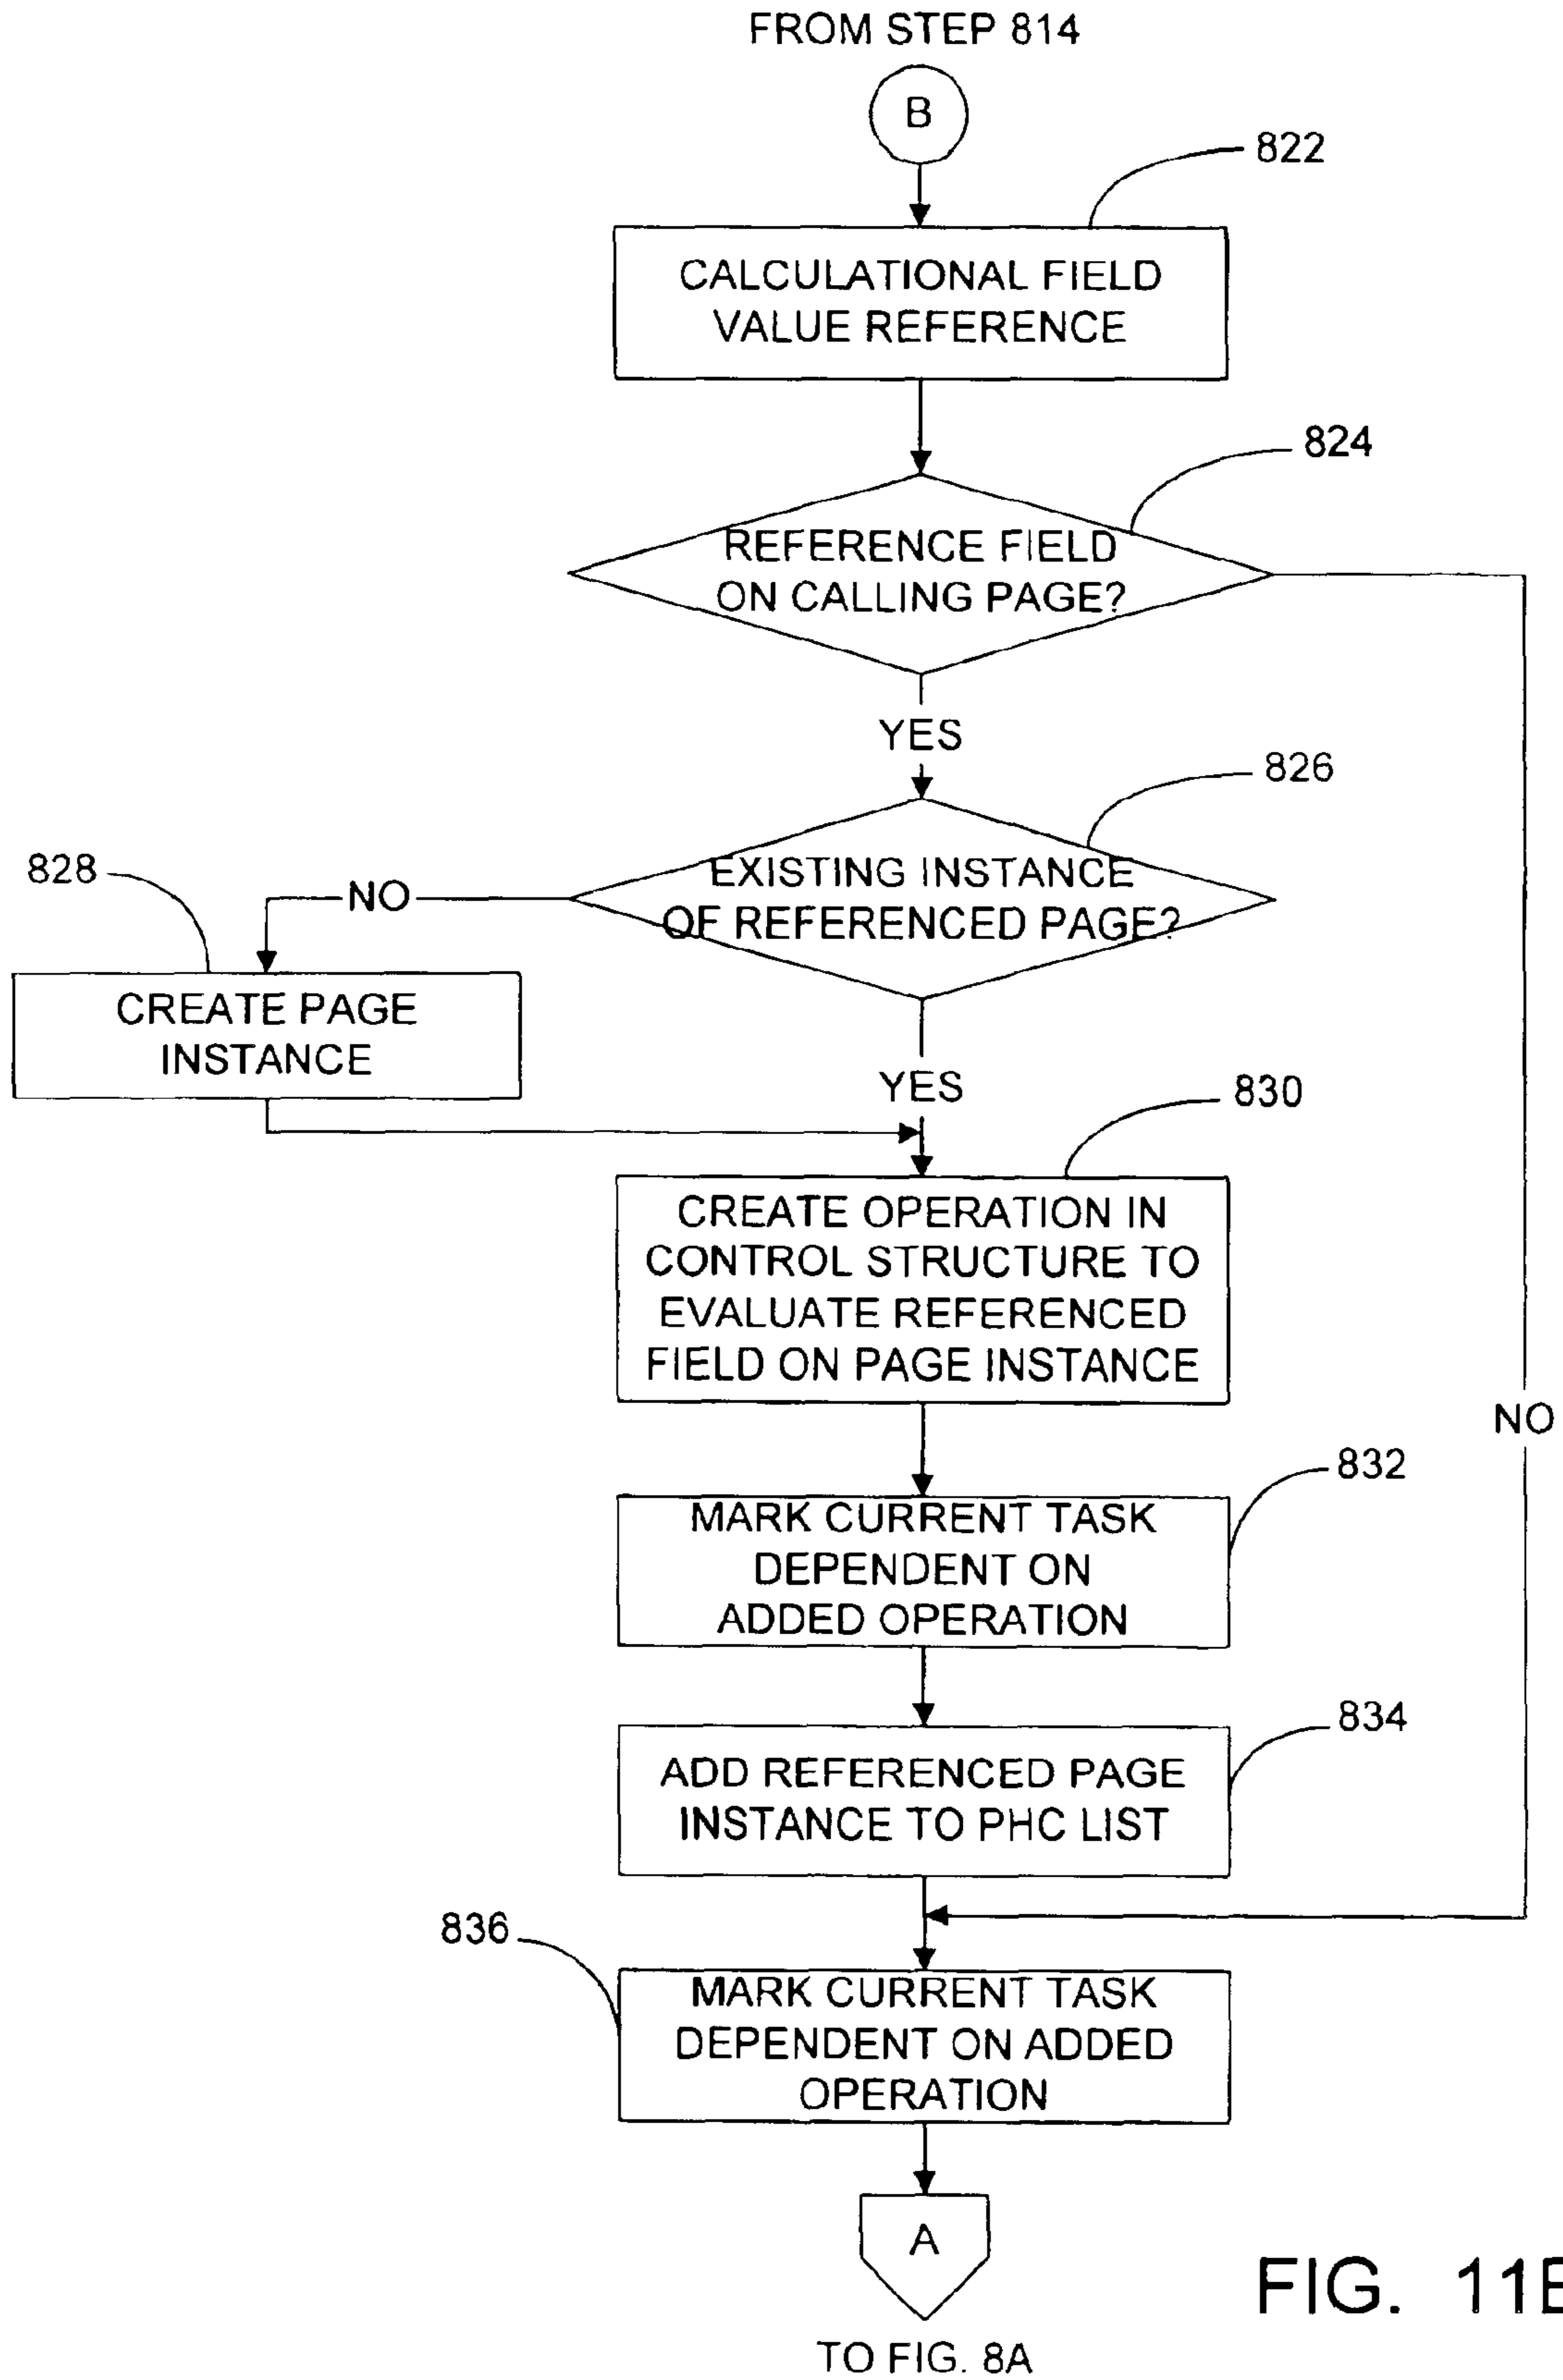 FROM STEP 814
B
822
CALCULATIONAL FIELD
VALUE REFERENCE
824
REFERENCE FIELD
ON CALLING PAGE?
YES
826
EXISTING INSTANCE
OF REFERENCED PAGE?
828
NO
CREATE PAGE
INSTANCE
YES
830
CREATE OPERATION IN
CONTROL STRUCTURE TO
EVALUATE REFERENCED
FIELD ON PAGE INSTANCE
NO
832
MARK CURRENT TASK
DEPENDENT ON
ADDED OPERATION
834
ADD REFERENCED PAGE
INSTANCE TO PHC LIST
836
MARK CURRENT TASK
DEPENDENT ON ADDED
OPERATION
A
FIG. 11B
TO FIG. 8A